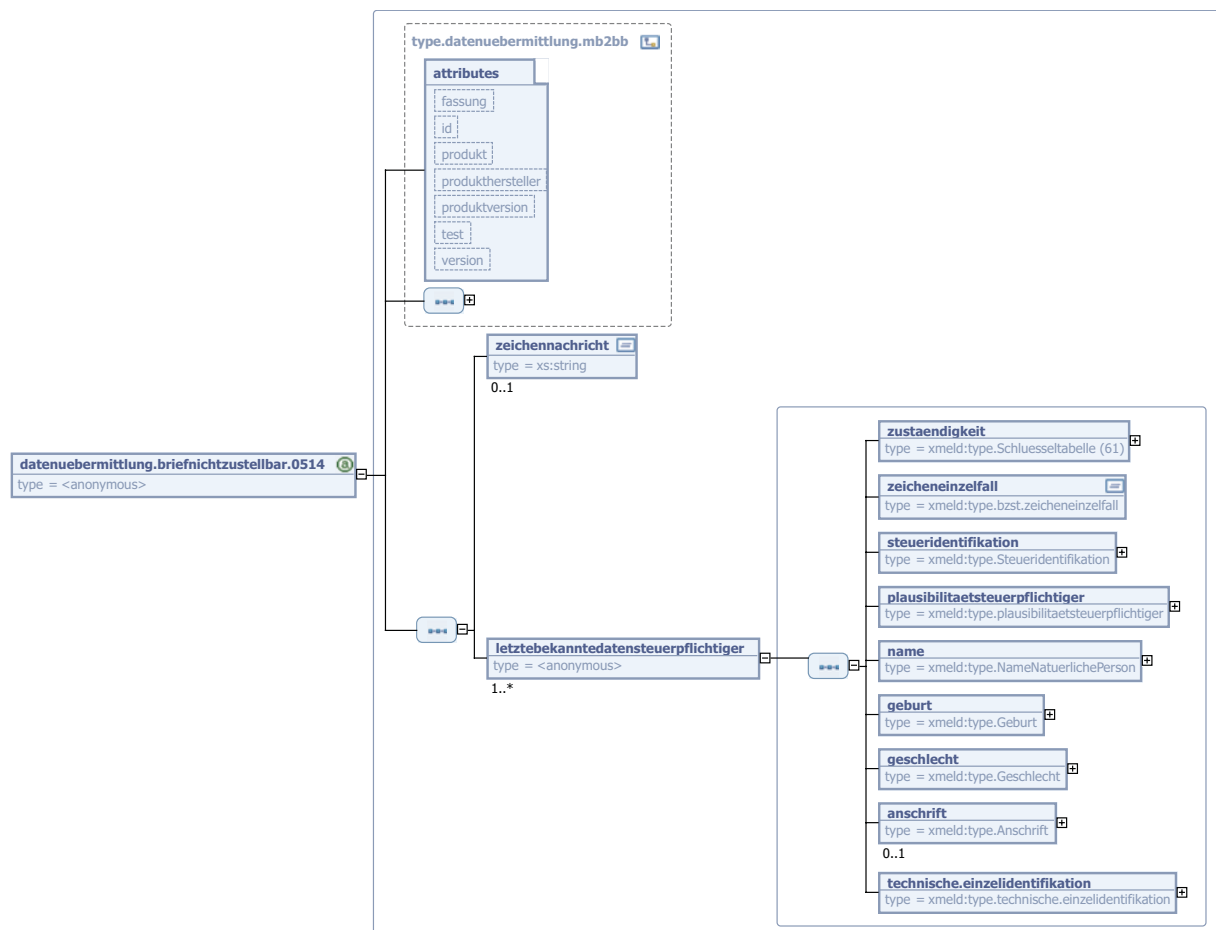 type.datenuebermittlung.mb2bb
attributes
fassung
id
produkt
produkthersteller
produktversion
test
version
zeichennachricht
type = xs:string
0..1
datenuebermittlung.briefnichtzustellbar.0514
type = <anonymous>
letztebekanntedatensteuerpflichtiger
type = <anonymous>
1..*
zustaendigkeit
type = xmeld:type.Schluesseltabelle (61)
zeicheneinzelfall
type = xmeld:type.bzst.zeicheneinzelfall
steueridentifikation
type = xmeld:type.Steueridentifikation
plausibilitaetsteuerpflichtiger
type = xmeld:type.plausibilitaetsteuerpflichtiger
name
type = xmeld:type.NameNatuerlichePerson
geburt
type = xmeld:type.Geburt
geschlecht
type = xmeld:type.Geschlecht
anschrift
type = xmeld:type.Anschrift
0..1
technische.einzelidentifikation
type = xmeld:type.technische.einzelidentifikation